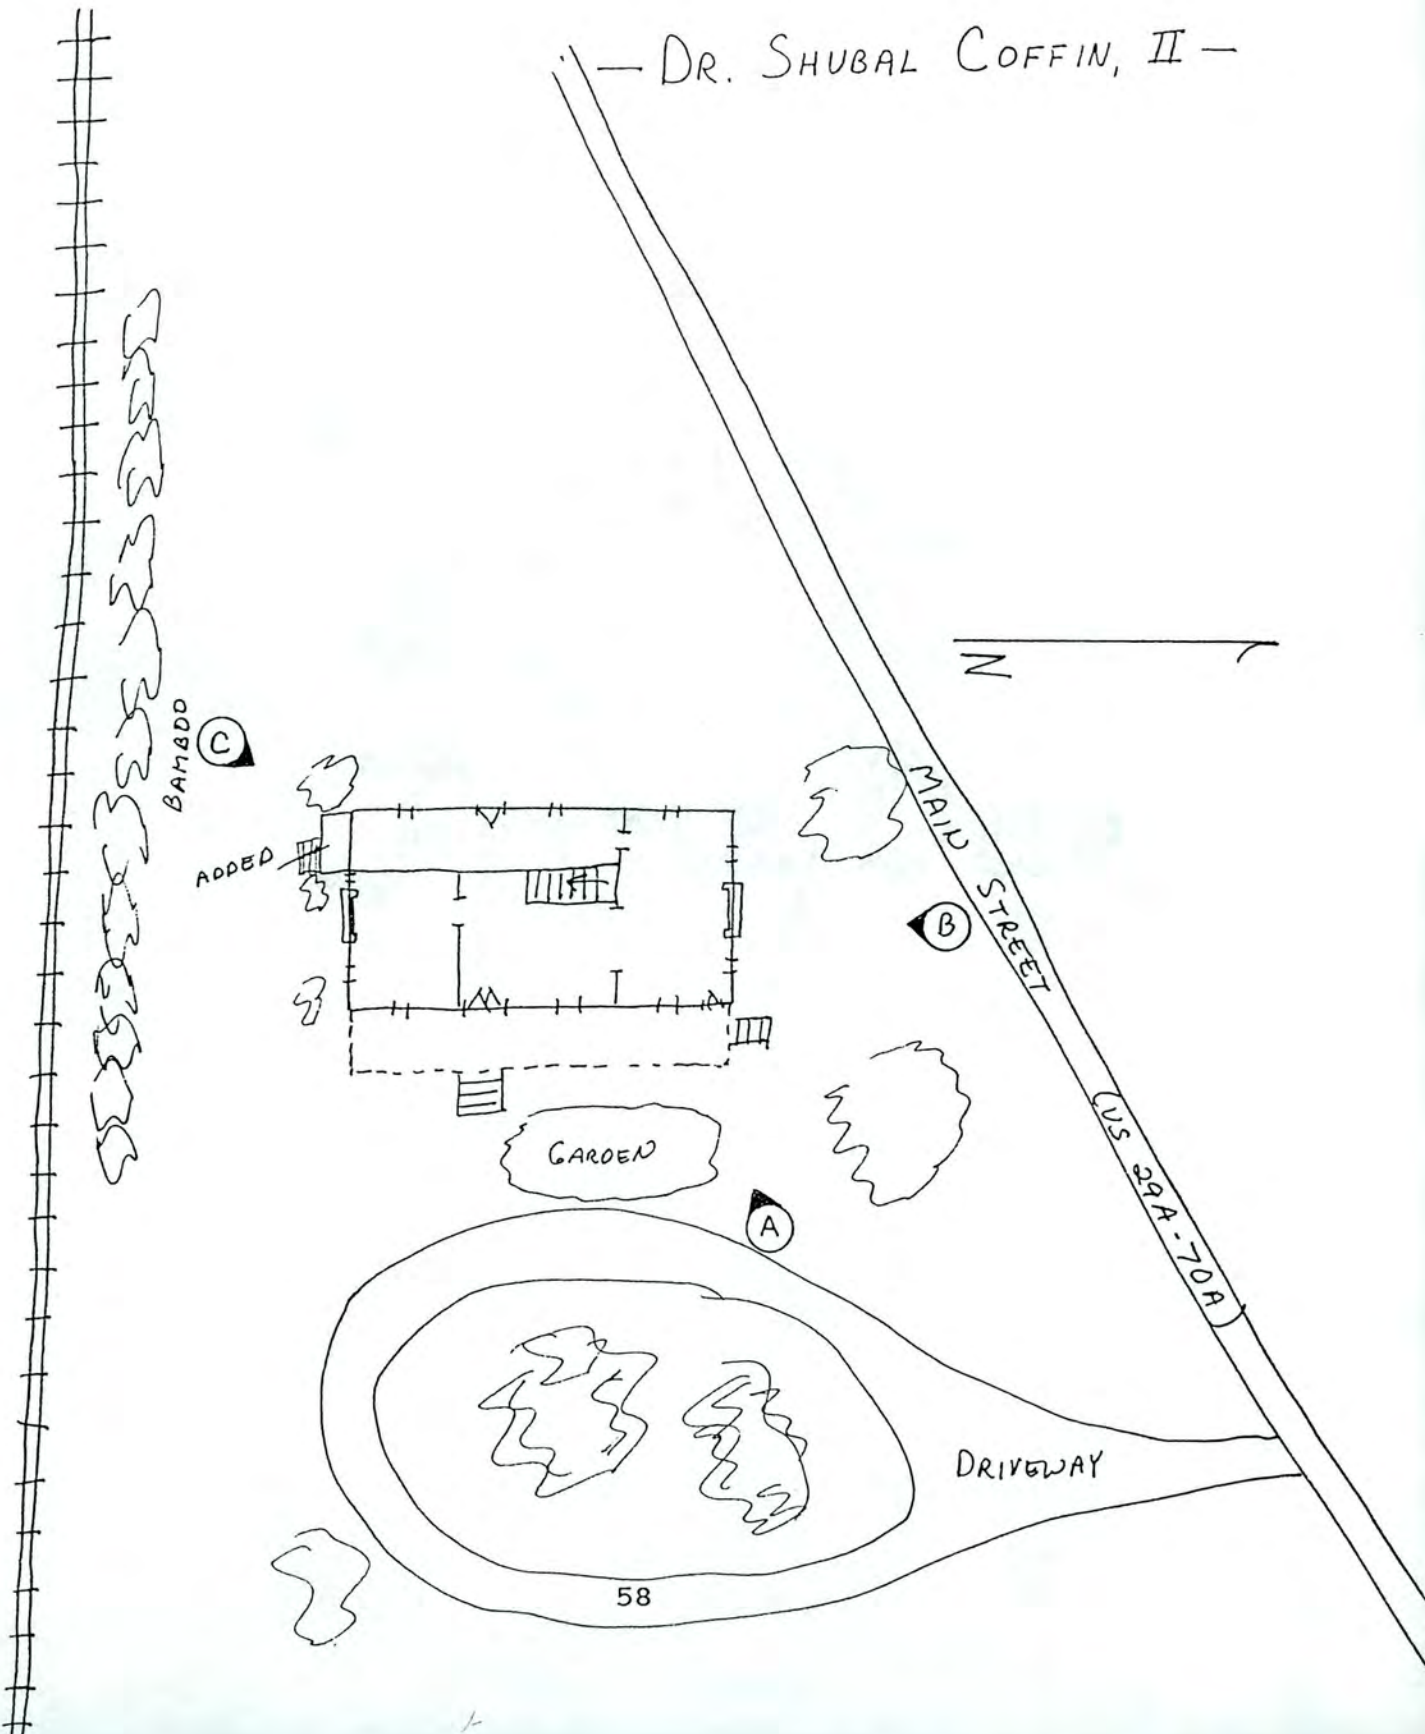 — DR. SHUBAL COFFIN, II —
N
BAMBOO
C
MAIN STREET (US 29A-70A)
ADDED
B
GARDEN
A
DRIVEWAY
58